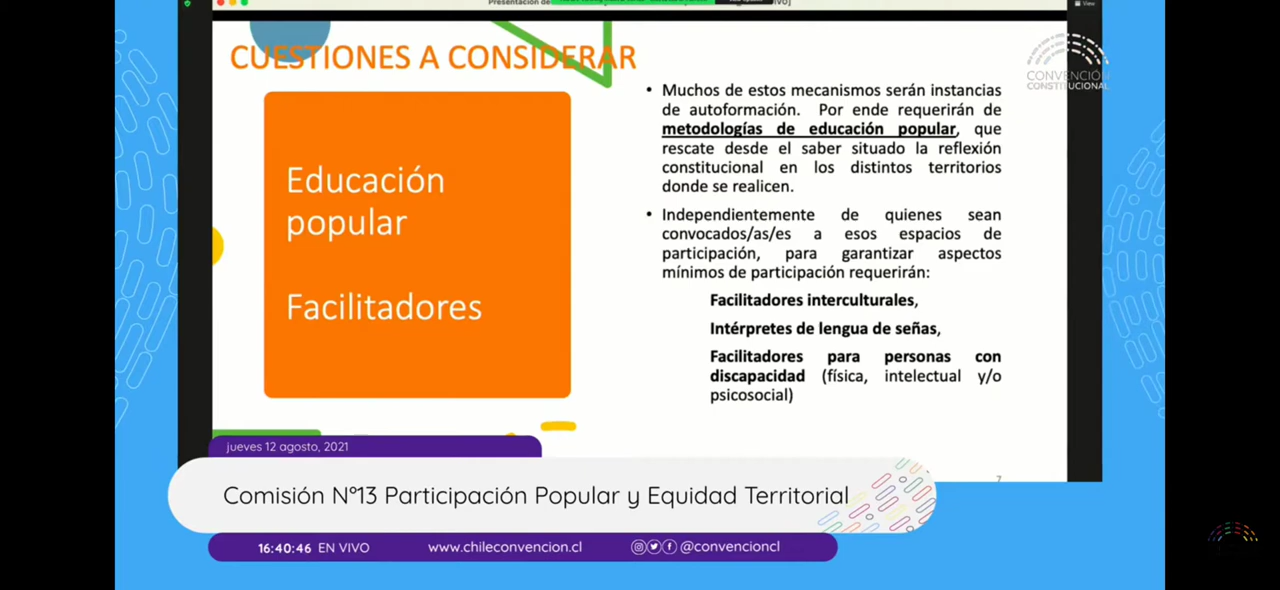 Presentación de
View
CUESTIONES A CONSIDERAR
CONVENCIÓN
CONSTITUCIONAL
Educación
popular
Facilitadores
• Muchos de estos mecanismos serán instancias
de autoformación. Por ende requerirán de
metodologías de educación popular, que
rescate desde el saber situado la reflexión
constitucional en los distintos territorios
donde se realicen.
• Independientemente de quienes sean
convocados/as/es a esos espacios de
participación, para garantizar aspectos
mínimos de participación requerirán:
Facilitadores interculturales,
Intérpretes de lengua de señas,
Facilitadores para personas con
discapacidad (física, intelectual y/o
psicosocial)
7
jueves 12 agosto, 2021
Comisión N°13 Participación Popular y Equidad Territorial
16:40:46 EN VIVO
www.chileconvencion.cl
@convencioncl